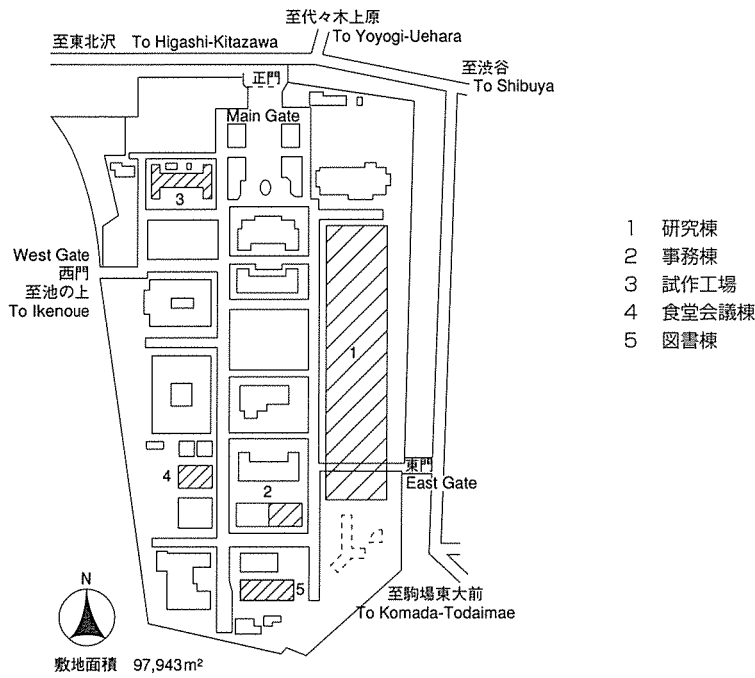 至代々木上原
To Yoyogi-Uehara
至東北沢 To Higashi-Kitazawa
至渋谷
To Shibuya
正門
Main Gate
3
West Gate
西門
至池の上
To Ikenoue
1
4
2
東門
East Gate
5
至駒場東大前
To Komada-Todaimae
N
敷地面積 97,943m²
1 研究棟
2 事務棟
3 試作工場
4 食堂会議棟
5 図書棟